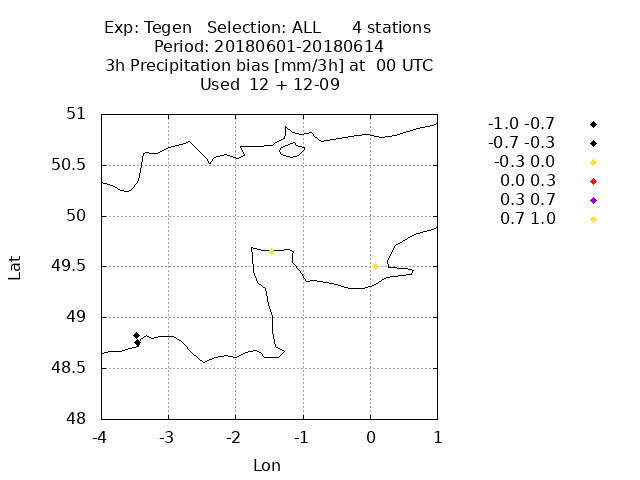 Exp: Tegen   Selection: ALL      4 stations
Period: 20180601-20180614
3h Precipitation bias [mm/3h] at  00 UTC
Used  12 + 12-09
51
50.5
50
49.5
49
48.5
48
-4 -3 -2 -1 0 1
Lat
Lon
-1.0 -0.7
-0.7 -0.3
-0.3 0.0
0.0 0.3
0.3 0.7
0.7 1.0